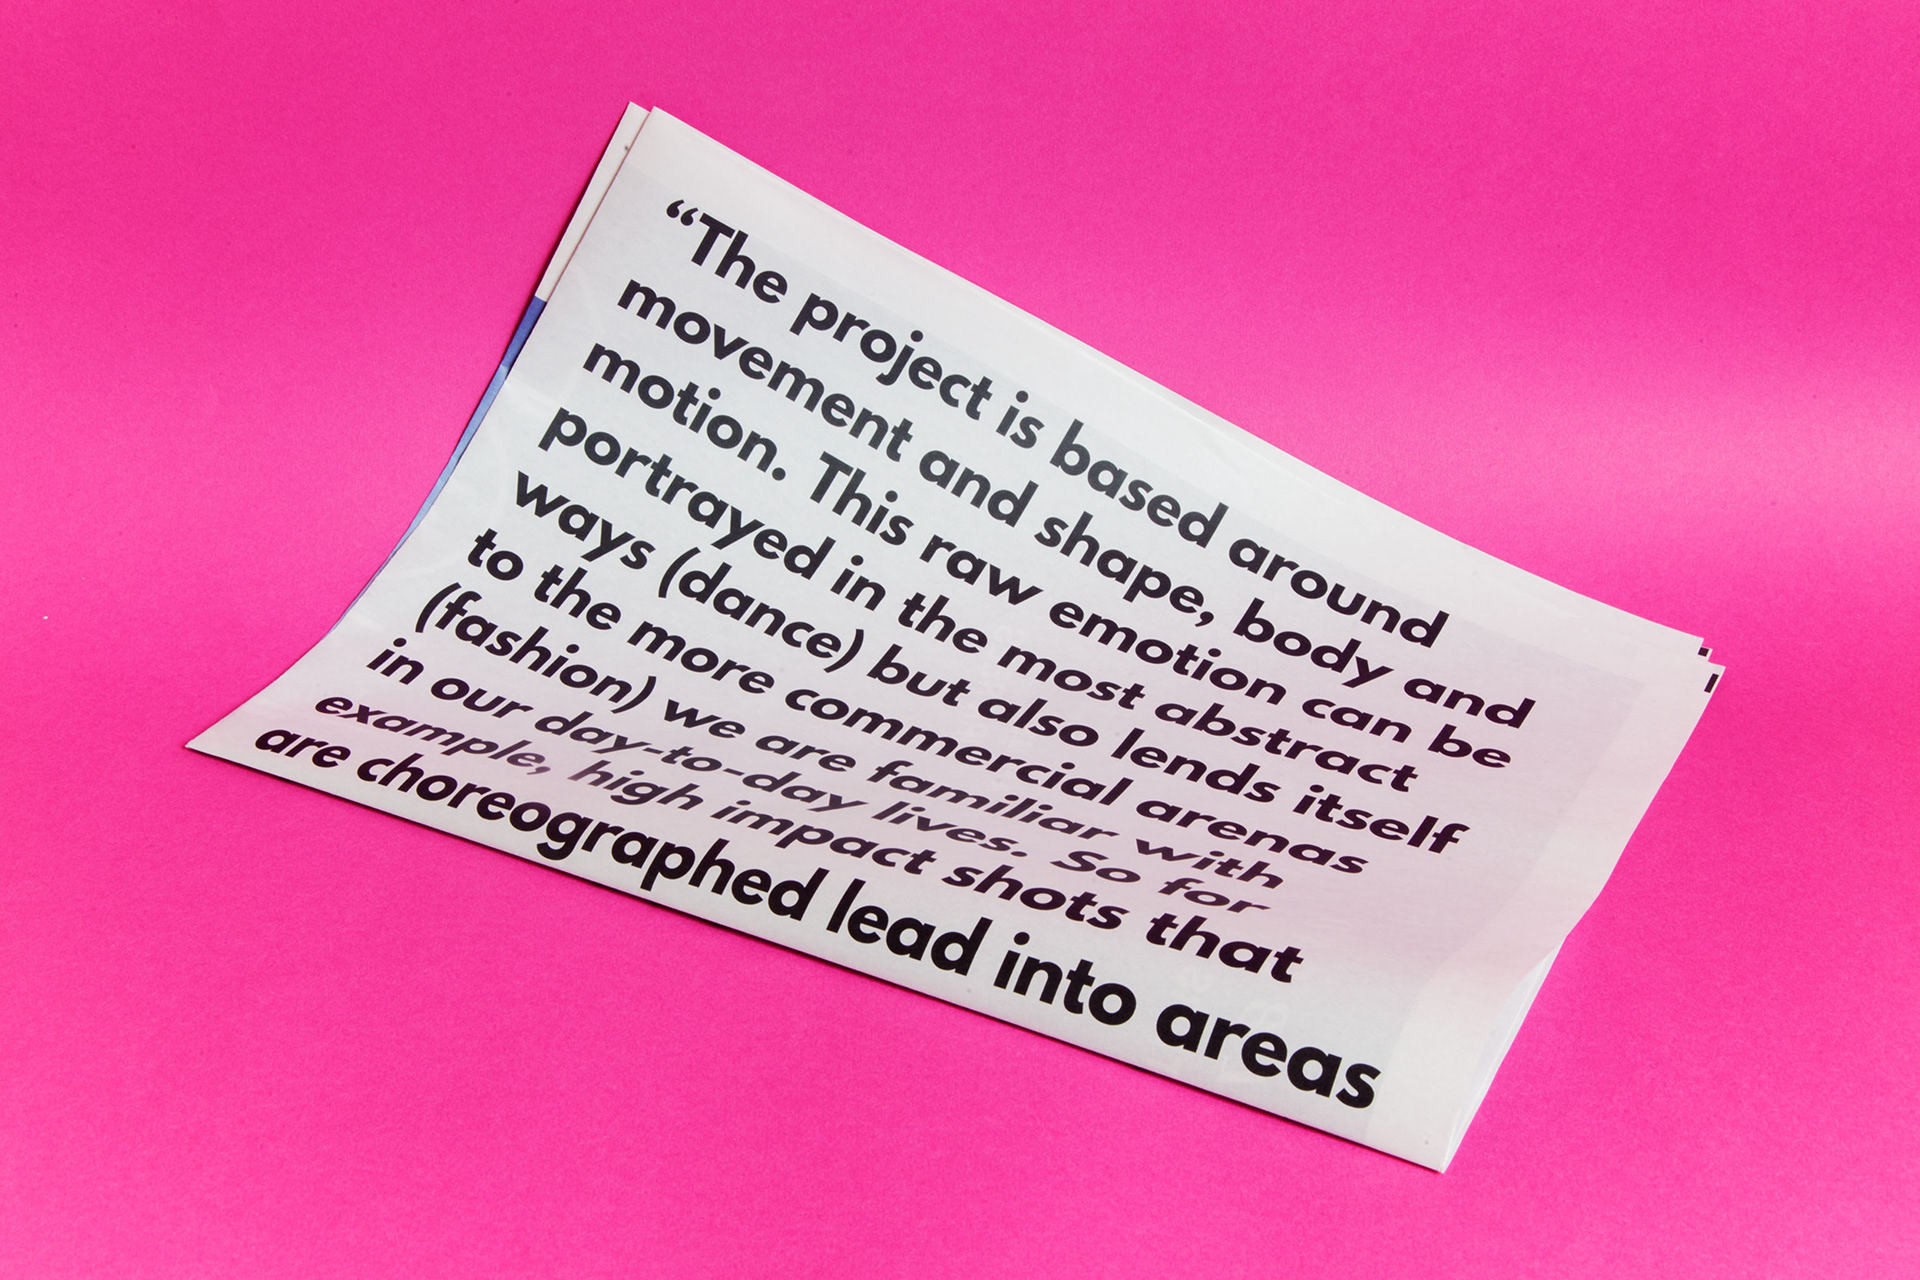 “The project is based around
movement and shape, body and
motion. This raw emotion can be
portrayed in the most abstract
ways (dance) but also lends itself
to the more commercial arenas
(fashion) we are familiar with
in our day-to-day lives. So for
example, high impact shots that
are choreographed lead into areas